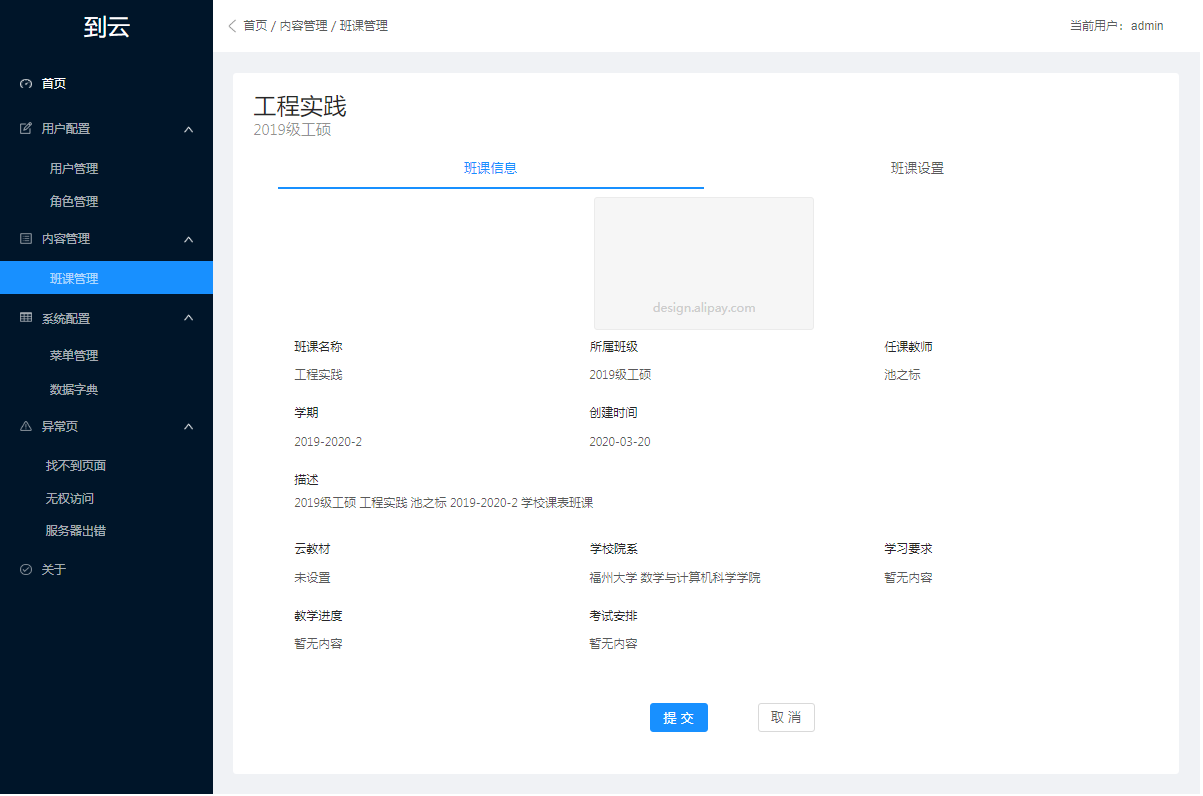 到云
首页
用户配置
用户管理
角色管理
内容管理
班课管理
系统配置
菜单管理
数据字典
异常页
找不到页面
无权访问
服务器出错
关于
首页 / 内容管理 / 班课管理
当前用户：admin
工程实践
2019级工硕
班课信息 班课设置
design.alipay.com
班课名称 所属班级 任课教师
工程实践 2019级工硕 池之标
学期 创建时间
2019-2020-2 2020-03-20
描述
2019级工硕 工程实践 池之标 2019-2020-2 学校课表班课
云教材 学校院系 学习要求
未设置 福州大学 数学与计算机科学学院 暂无内容
教学进度 考试安排
暂无内容 暂无内容
提 交 取 消